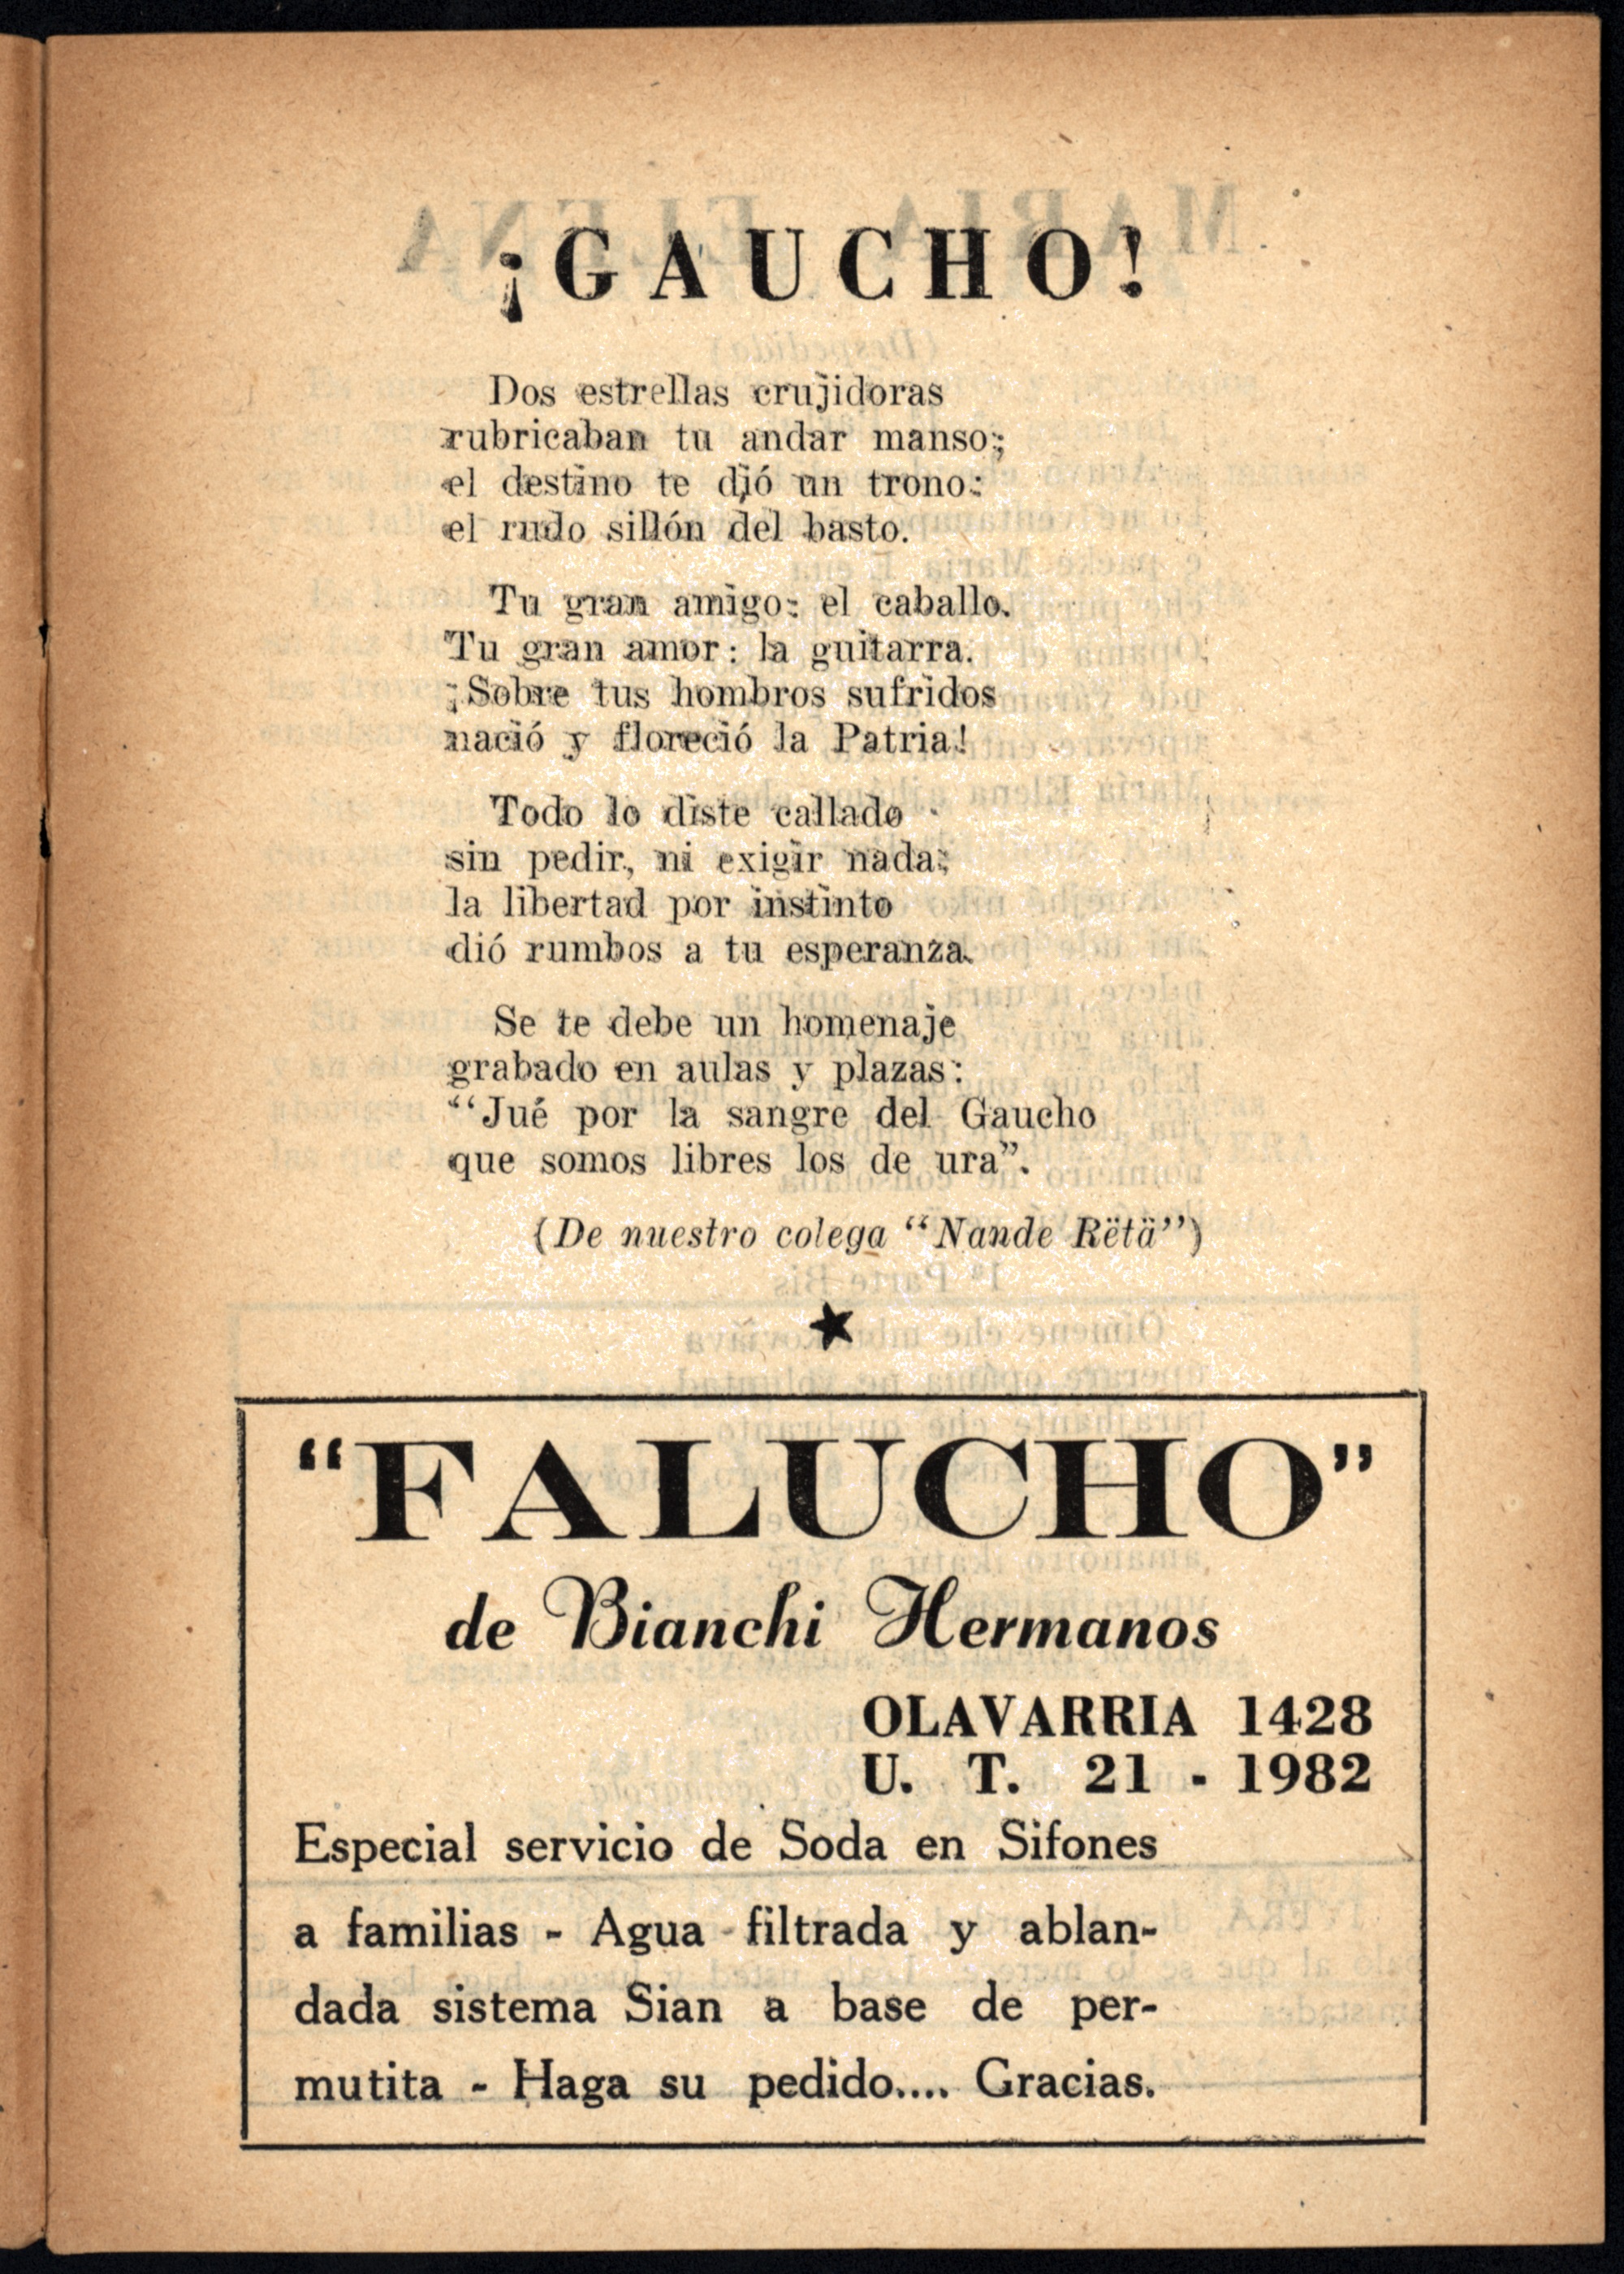 ¡GAUCHO!
Dos estrellas crujidoras
rubricaban tu andar manso;
el destino te dió un trono:
el rudo sillón del basto.
Tu gran amigo: el caballo.
Tu gran amor: la guitarra.
¡Sobre tus hombros sufridos
nació y floreció la Patria!
Todo lo diste callado
sin pedir, ni exigir nada;
la libertad por instinto
dió rumbos a tu esperanza.
Se te debe un homenaje
grabado en aulas y plazas:
“Jué por la sangre del Gaucho
que somos libres los de ura”.
(De nuestro colega “Nande Rëtä”)
“FALUCHO”
de Bianchi Hermanos
OLAVARRIA 1428
U. T. 21 - 1982
Especial servicio de Soda en Sifones
a familias - Agua filtrada y ablan-
dada sistema Sian a base de per-
mutita - Haga su pedido.... Gracias.